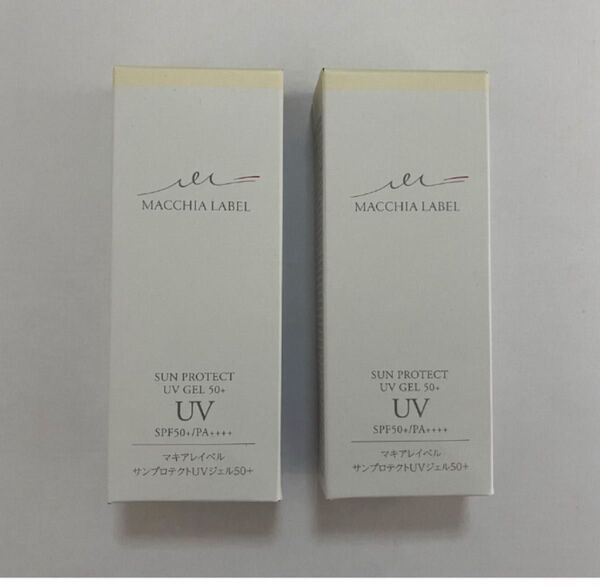 MACCHIA LABEL
SUN PROTECT
UV GEL 50+
UV
SPF50+/PA++++
マキアレイベル
サンプロテクトUVジェル50+
MACCHIA LABEL
SUN PROTECT
UV GEL 50+
UV
SPF50+/PA++++
マキアレイベル
サンプロテクトUVジェル50+